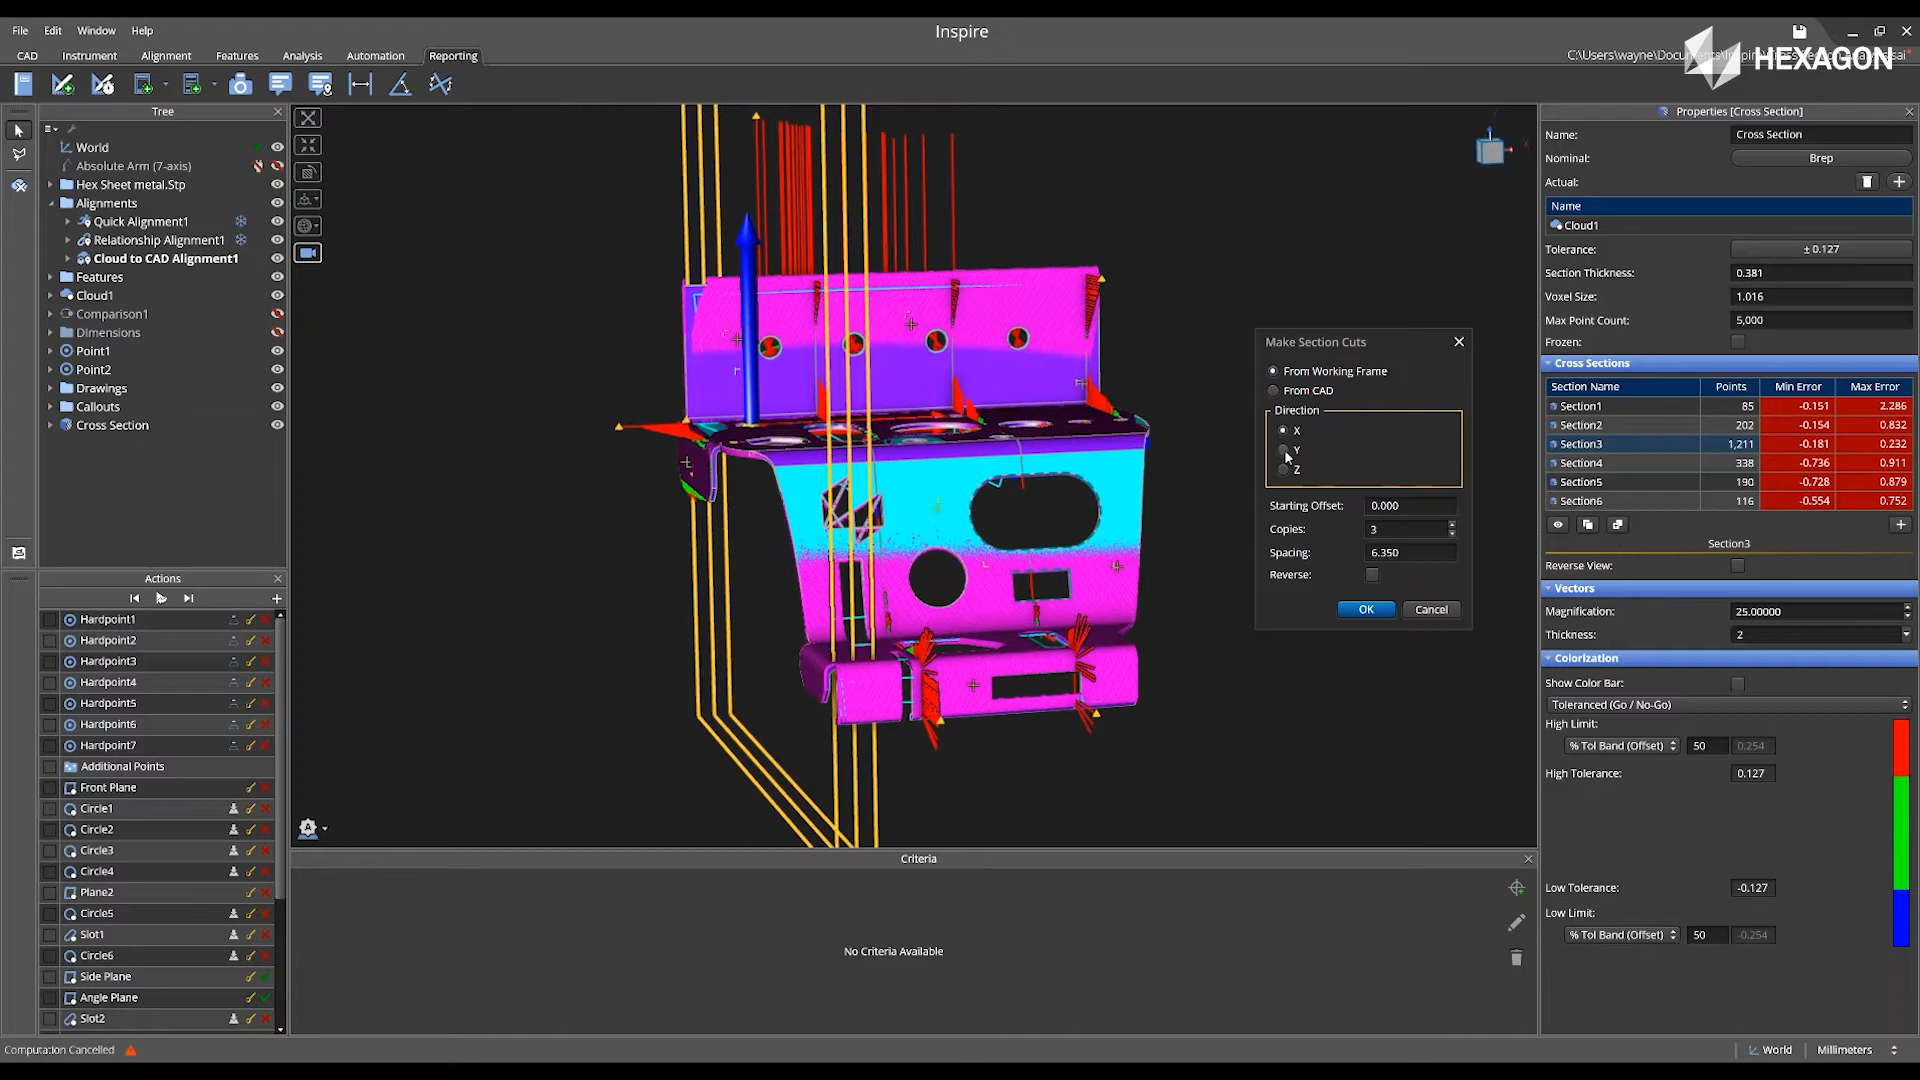 File Edit Window Help
Inspire
CAD Instrument Alignment Features Analysis Automation Reporting
HEXAGON
Tree
World
Absolute Arm (7-axis)
Hex Sheet metal.Stp
Alignments
Quick Alignment1
Relationship Alignment1
Cloud to CAD Alignment1
Features
Cloud1
Comparison1
Dimensions
Point1
Point2
Drawings
Callouts
Cross Section
Actions
Hardpoint1
Hardpoint2
Hardpoint3
Hardpoint4
Hardpoint5
Hardpoint6
Hardpoint7
Additional Points
Front Plane
Circle1
Circle2
Circle3
Circle4
Plane2
Circle5
Slot1
Circle6
Side Plane
Angle Plane
Slot2
Computation Cancelled
Make Section Cuts
From Working Frame
From CAD
Direction
X
Y
Z
Starting Offset: 0.000
Copies: 3
Spacing: 6.350
Reverse:
OK Cancel
Criteria
No Criteria Available
Properties [Cross Section]
Name: Cross Section
Nominal: Brep
Actual:
Name
Cloud1
Tolerance: ± 0.127
Section Thickness: 0.381
Voxel Size: 1.016
Max Point Count: 5,000
Frozen:
Cross Sections
Section Name Points Min Error Max Error
Section1 85 -0.151 2.286
Section2 202 -0.154 0.832
Section3 1,211 -0.181 0.232
Section4 338 -0.736 0.911
Section5 190 -0.728 0.879
Section6 116 -0.554 0.752
Section3
Reverse View:
Vectors
Magnification: 25.00000
Thickness: 2
Colorization
Show Color Bar:
Toleranced (Go / No-Go)
High Limit:
% Tol Band (Offset) 50 0.254
High Tolerance: 0.127
Low Tolerance: -0.127
Low Limit:
% Tol Band (Offset) 50 -0.254
World Millimeters